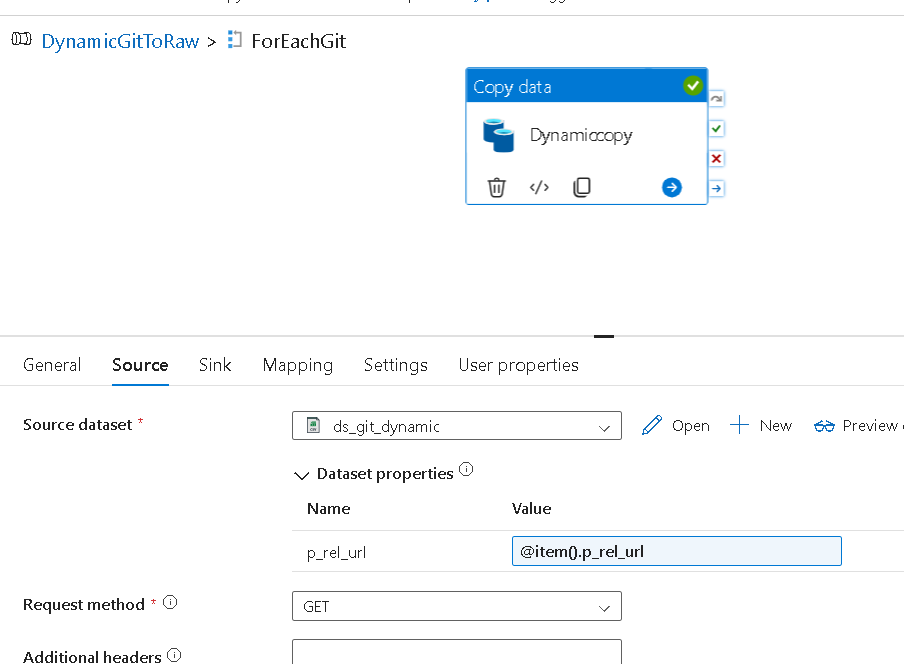 DynamicGitToRaw > ForEachGit
Copy data
Dynamiccopy
General Source Sink Mapping Settings User properties
Source dataset * ds_git_dynamic Open New Preview
Dataset properties
Name Value
p_rel_url @item().p_rel_url
Request method * GET
Additional headers